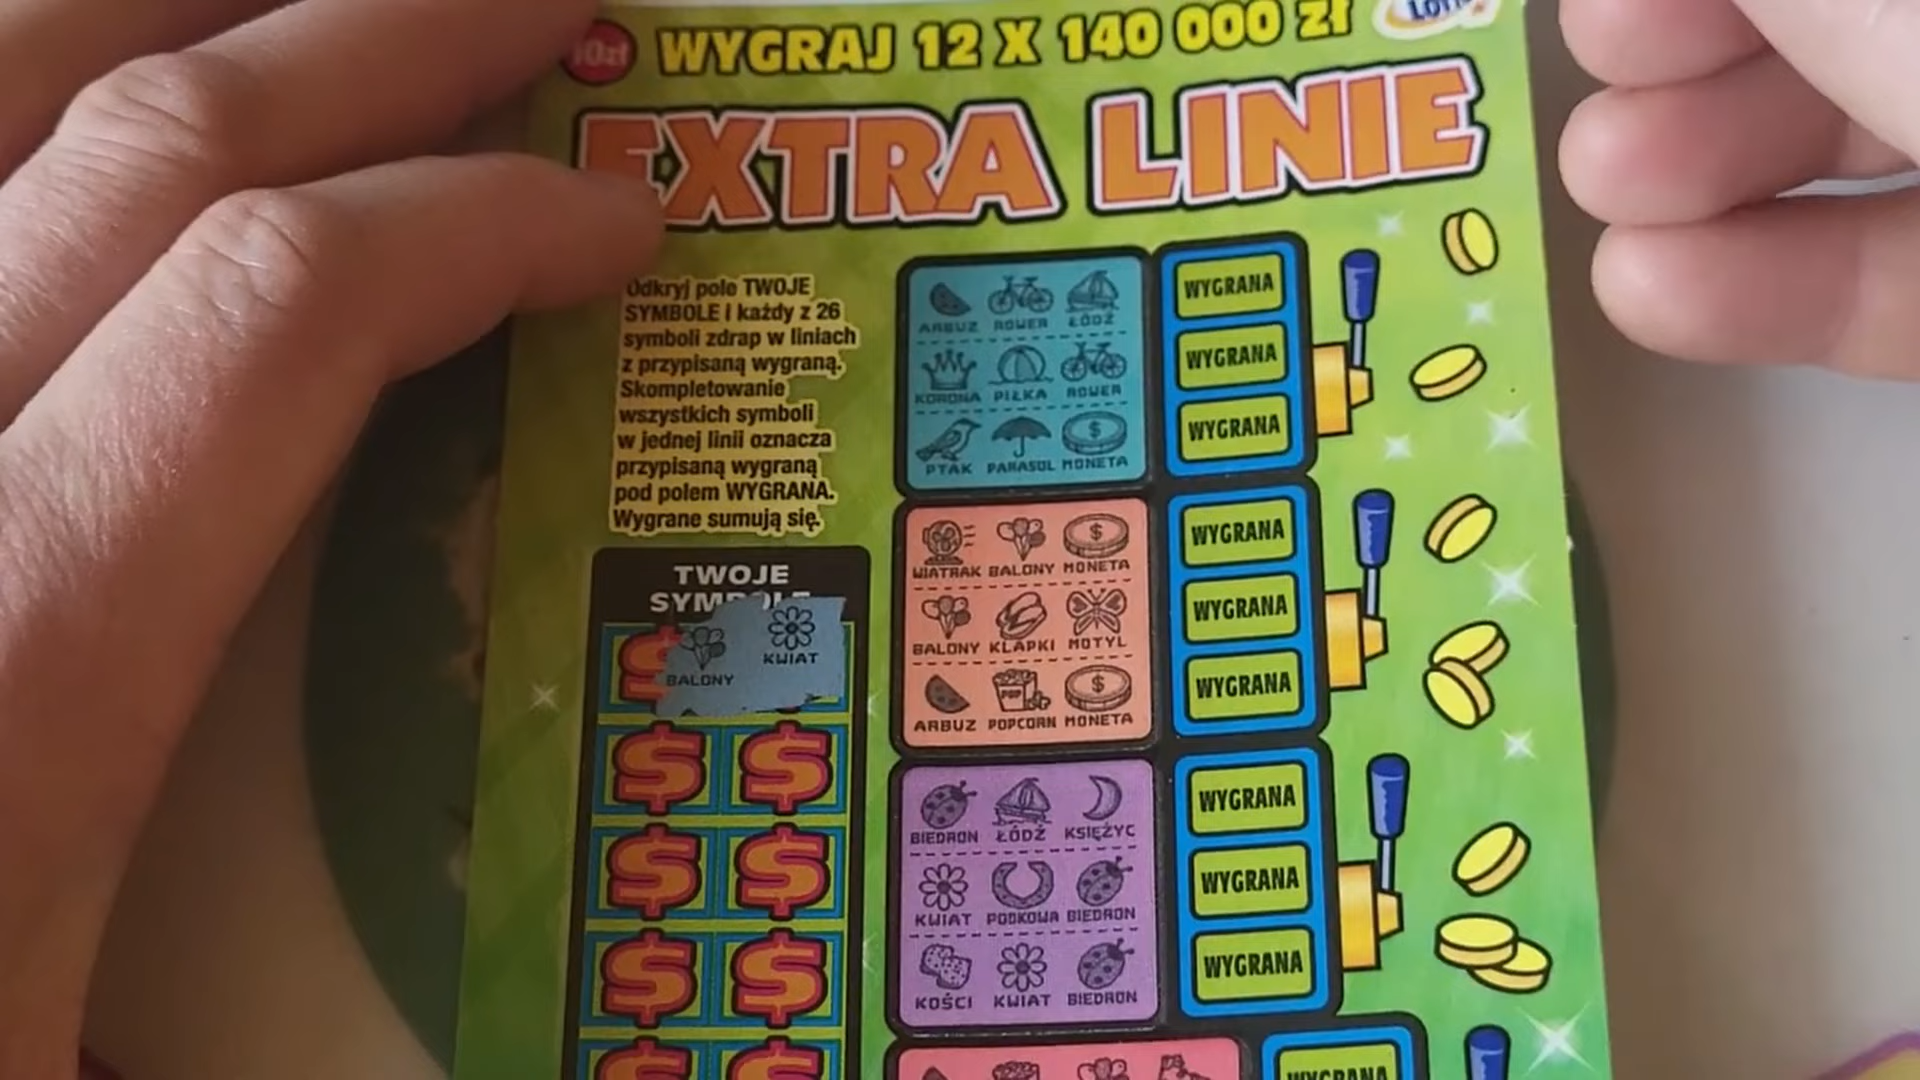 10zł WYGRAJ 12 X 140 000 zł
LOTTO
EXTRA LINIE
Odkryj pole TWOJE
SYMBOLE i każdy z 26
symboli zdrap w liniach
z przypisaną wygraną.
Skompletowanie
wszystkich symboli
w jednej linii oznacza
przypisaną wygraną
pod polem WYGRANA.
Wygrane sumują się.
TWOJE
SYMBOLE
BALONY
KWIAT
ARBUZ ROWER ŁÓDŹ
KORONA PIŁKA ROWER
PTAK PARASOL MONETA
WYGRANA
WYGRANA
WYGRANA
WIATRAK BALONY MONETA
BALONY KLAPKI MOTYL
ARBUZ POPCORN MONETA
WYGRANA
WYGRANA
WYGRANA
BIEDRON ŁÓDŹ KSIĘŻYC
KWIAT PODKOWA BIEDRON
KOŚCI KWIAT BIEDRON
WYGRANA
WYGRANA
WYGRANA
WYGRANA